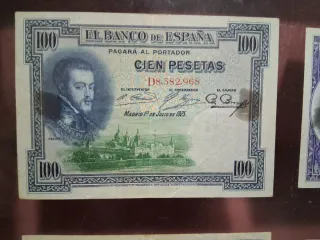 100 EL BANCO DE ESPAÑA 100
PAGARÁ AL PORTADOR
CIEN PESETAS
D8,582,968
EL INTERVENTOR EL GOBERNADOR EL CAJERO
MADRID 1º DE JULIO DE 1925
100 100